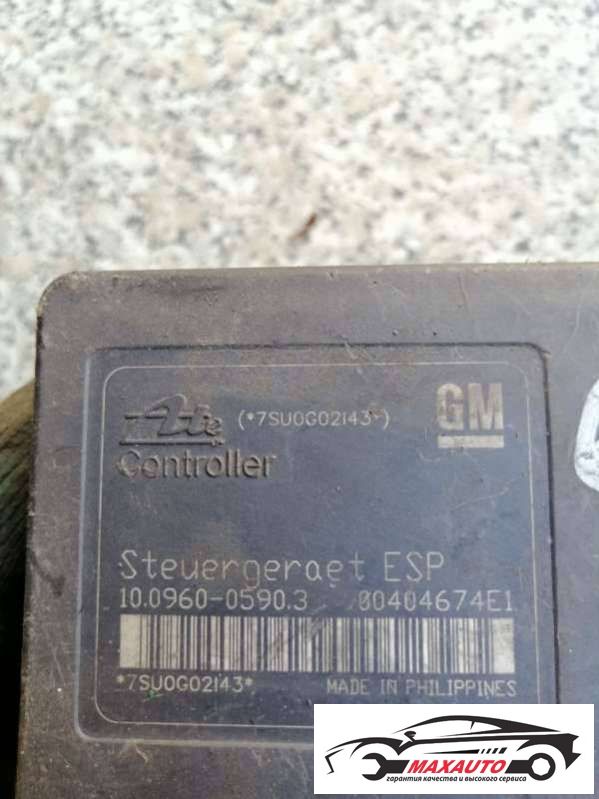 Ate (*7SU0G02143*) GM
Controller
Steuergeraet ESP
10.0960-0590.3 00404674E1
*7SU0G02143* MADE IN PHILIPPINES
MAXAUTO
гарантия качества и высокого сервиса